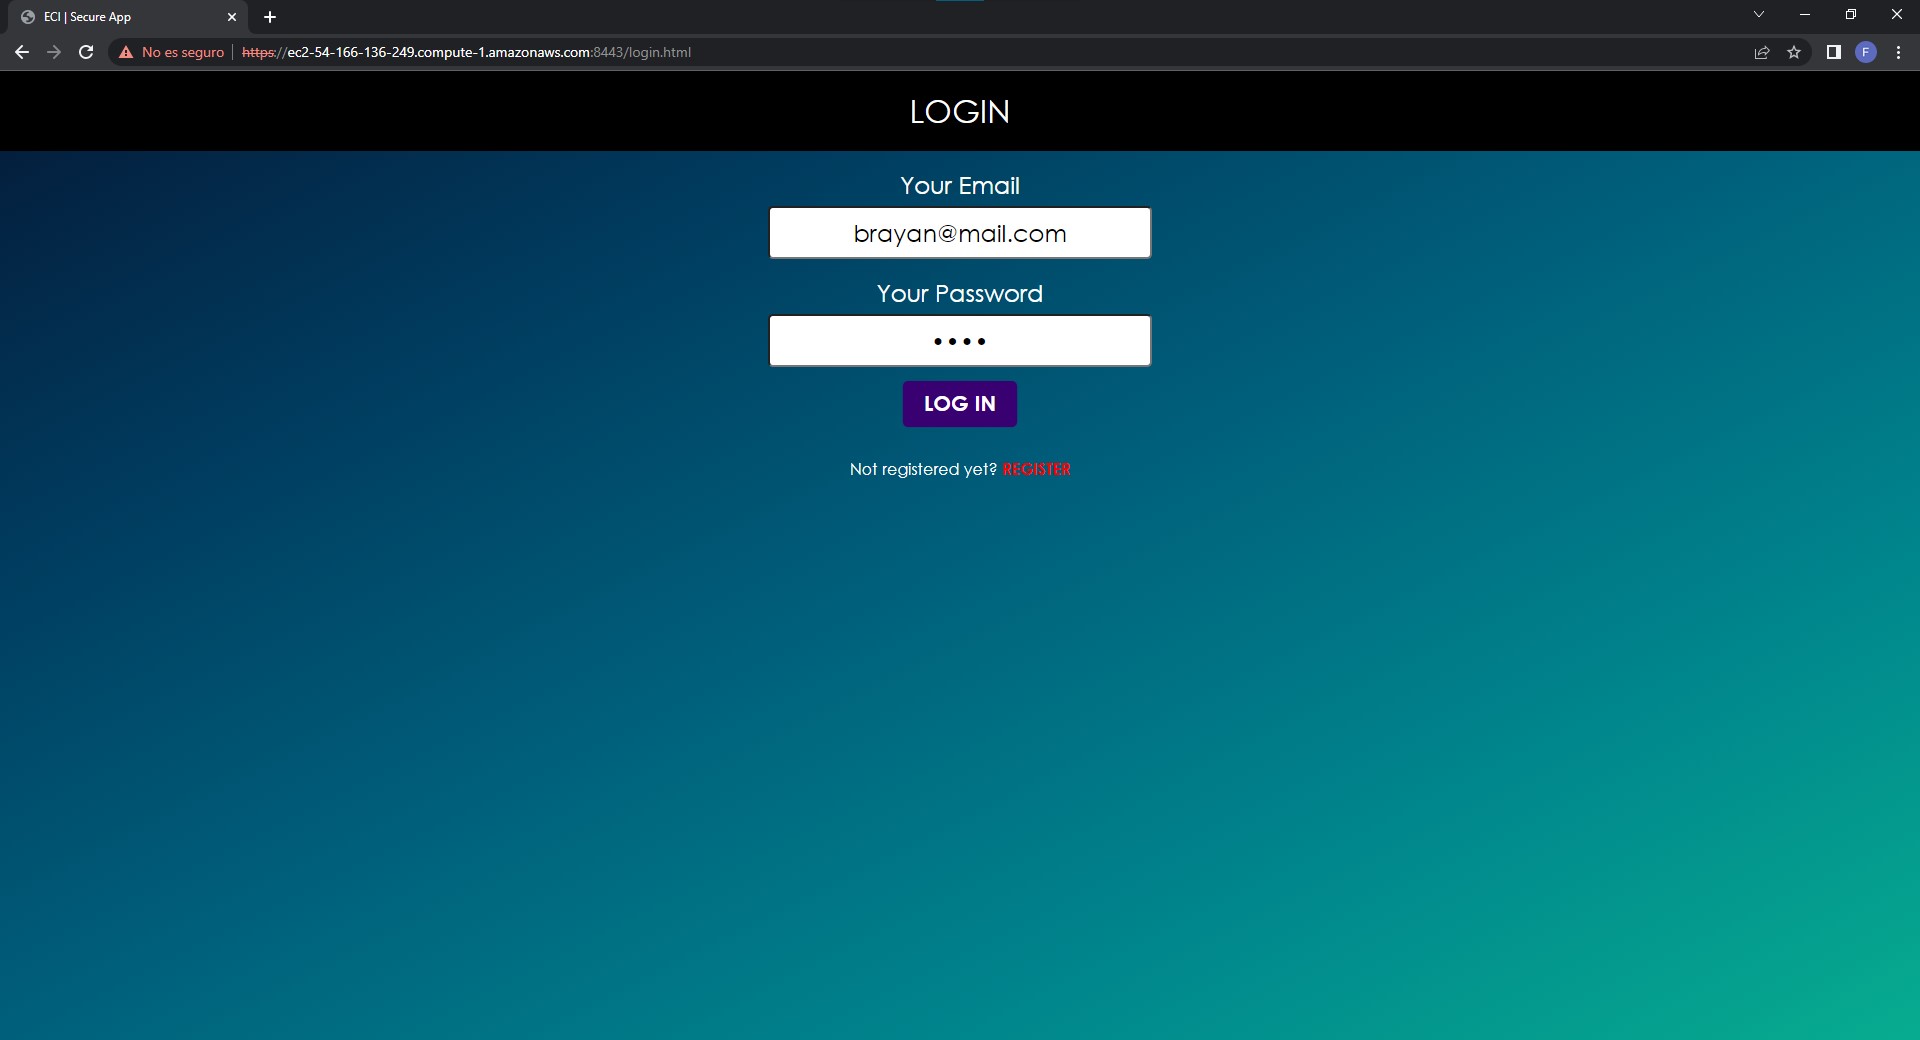 ECI | Secure App
No es seguro | https://ec2-54-166-136-249.compute-1.amazonaws.com:8443/login.html
F
LOGIN
Your Email
brayan@mail.com
Your Password
••••
LOG IN
Not registered yet? REGISTER